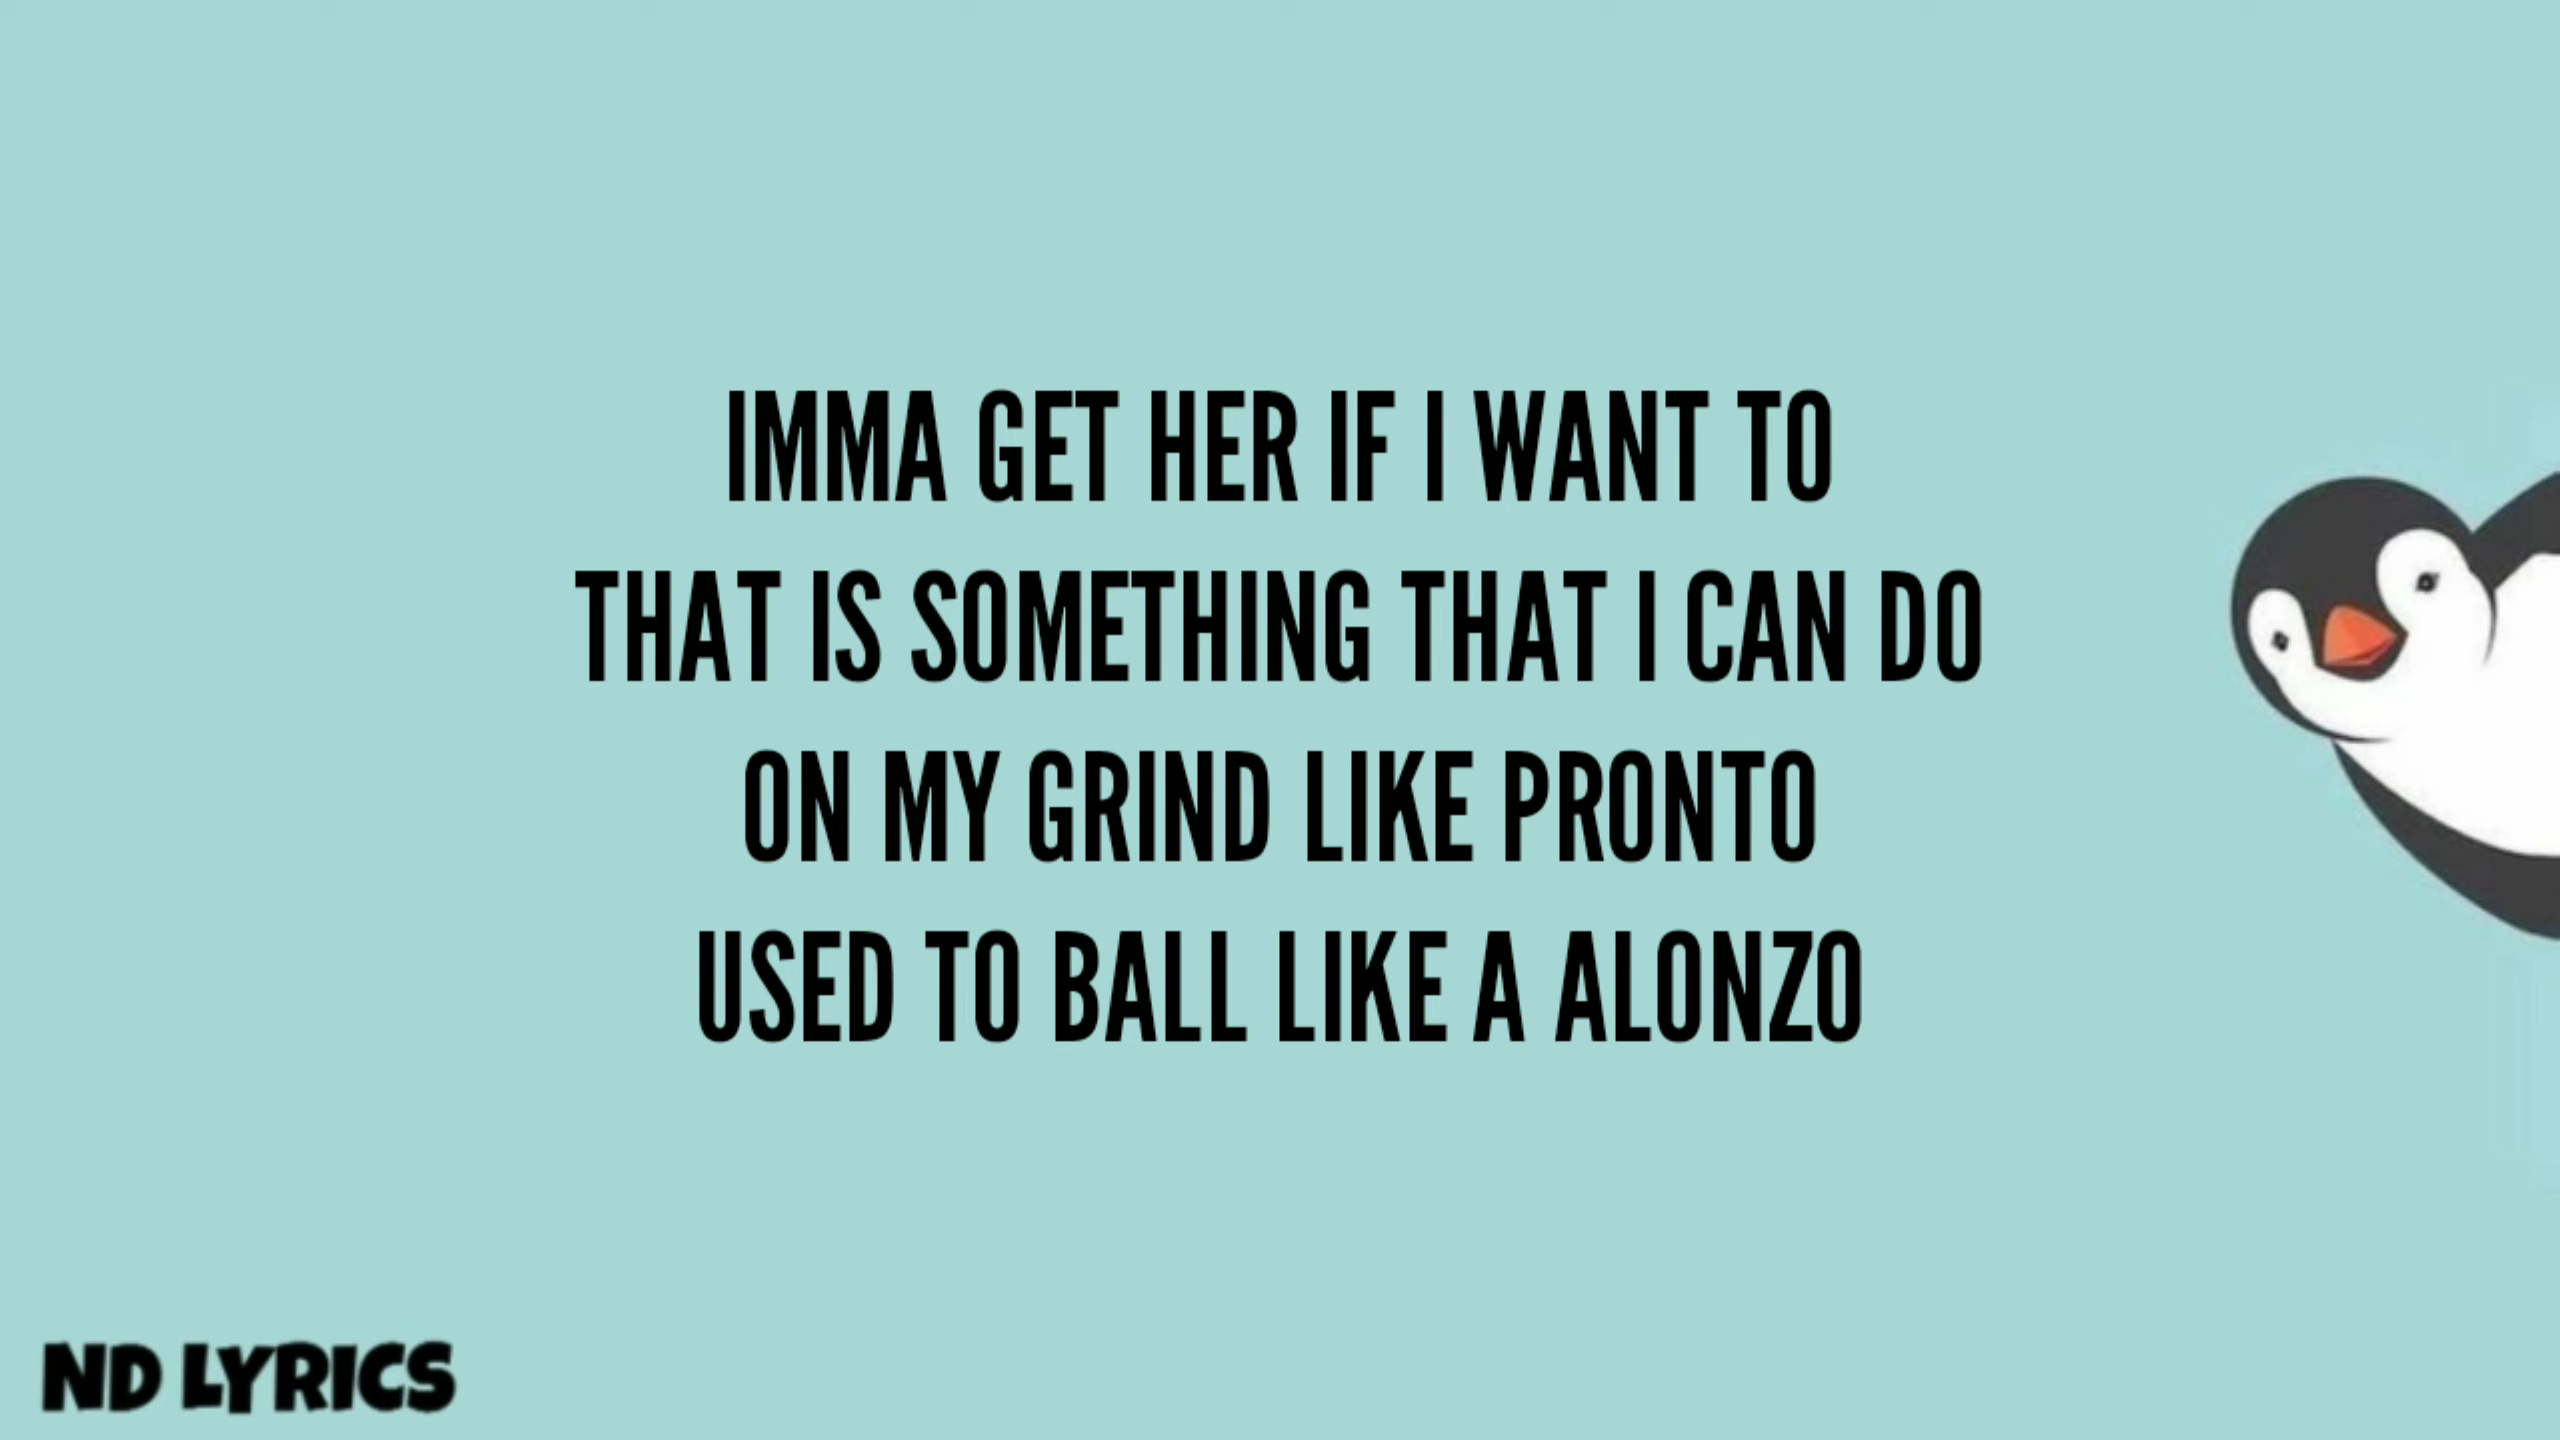 IMMA GET HER IF I WANT TO
THAT IS SOMETHING THAT I CAN DO
ON MY GRIND LIKE PRONTO
USED TO BALL LIKE A ALONZO
ND LYRICS